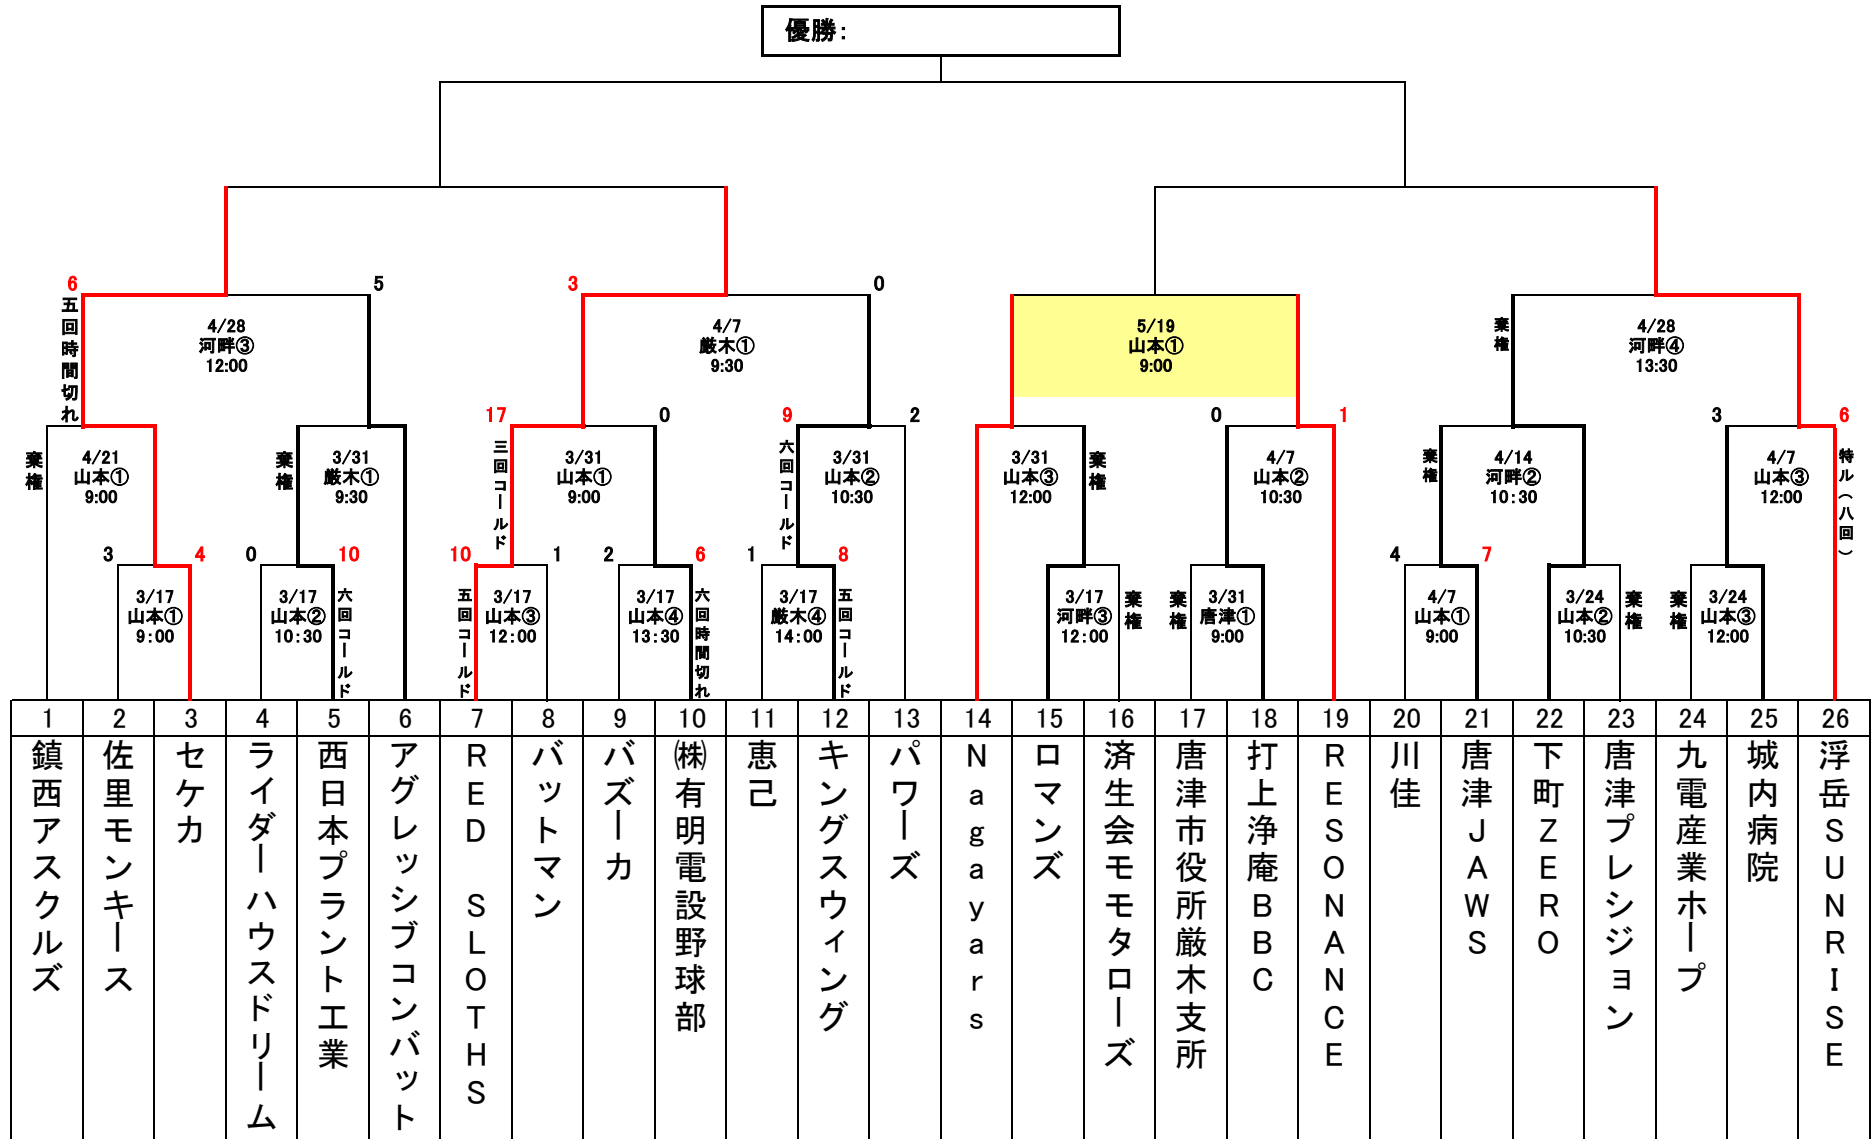 優勝：
6
5
3
0
五回時間切れ
4/28
河畔③
12:00
4/7
厳木①
9:30
5/19
山本①
9:00
棄権
4/28
河畔④
13:30
17
0
9
2
0
1
3
6
棄権
4/21
山本①
9:00
棄権
3/31
厳木①
9:30
三回コールド
3/31
山本①
9:00
六回コールド
3/31
山本②
10:30
3/31
山本③
12:00
棄権
4/7
山本②
10:30
棄権
4/14
河畔②
10:30
4/7
山本③
12:00
特ル（八回）
3
4
0
10
10
1
2
6
1
8
4
7
3/17
山本①
9:00
3/17
山本②
10:30
六回コールド
五回コールド
3/17
山本③
12:00
3/17
山本④
13:30
六回時間切れ
3/17
厳木④
14:00
五回コールド
3/17
河畔③
12:00
棄権
棄権
3/31
唐津①
9:00
4/7
山本①
9:00
3/24
山本②
10:30
棄権
棄権
3/24
山本③
12:00
1
2
3
4
5
6
7
8
9
10
11
12
13
14
15
16
17
18
19
20
21
22
23
24
25
26
鎮西アスクルズ
佐里モンキース
セケカ
ライダーハウスドリーム
西日本プラント工業
アグレッシブコンバット
RED SLOTHS
バットマン
バズーカ
㈱有明電設野球部
恵己
キングスウィング
パワーズ
Nagayars
ロマンズ
済生会モモタローズ
唐津市役所厳木支所
打上浄庵BBC
RESONANCE
川佳
唐津JAWS
下町ZERO
唐津プレシジョン
九電産業ホープ
城内病院
浮岳SUNRISE